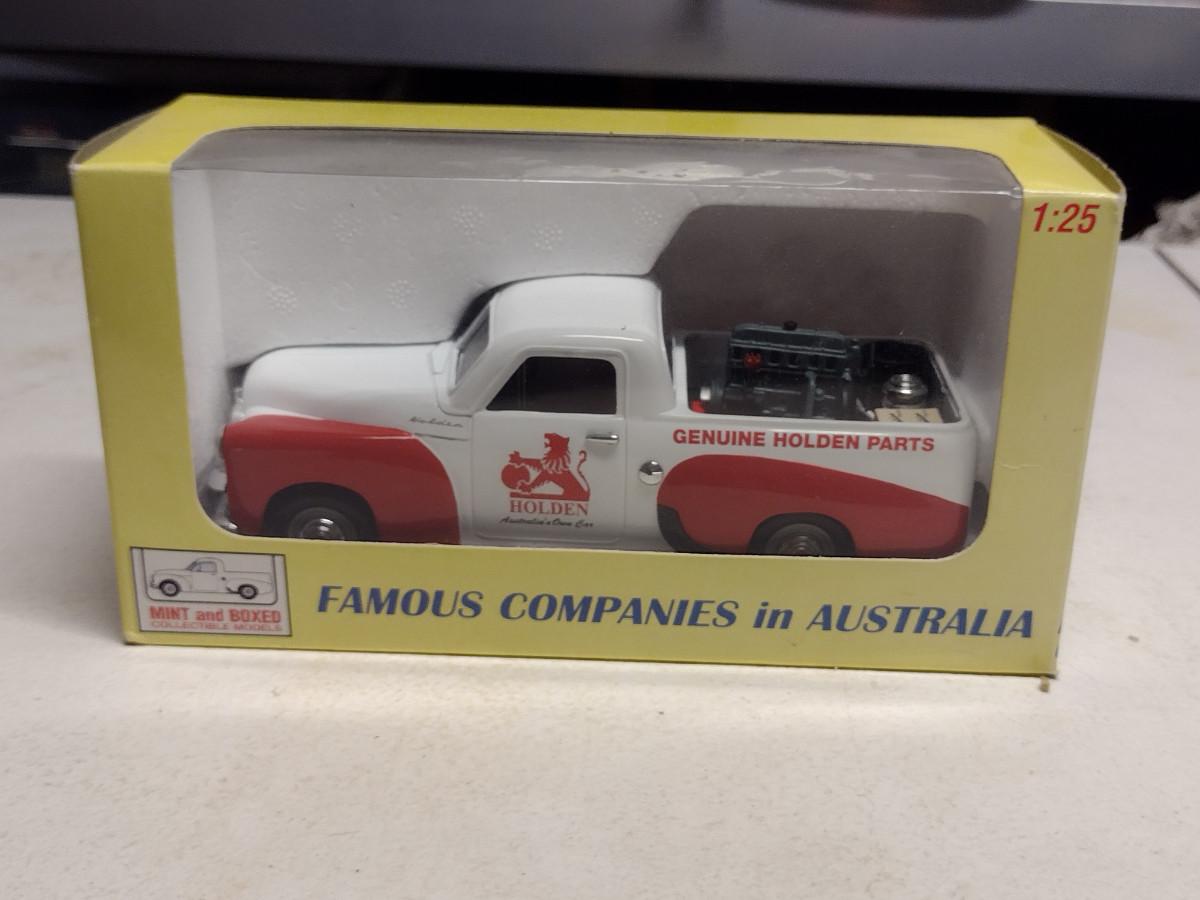 1:25
Holden
GENUINE HOLDEN PARTS
HOLDEN
Australia's Own Car
MINT and BOXED
COLLECTIBLE MODELS
FAMOUS COMPANIES in AUSTRALIA